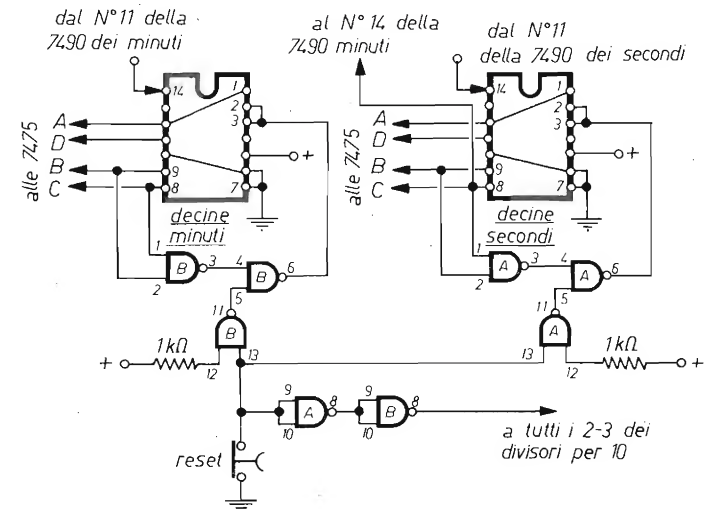 dal N°11 della
7490 dei minuti
al N° 14 della
7490 minuti
dal N°11
della 7490 dei secondi
14
1
2
3
A
D
B
C
9
8
7
+
alle 7475
decine
minuti
14
1
2
3
A
D
B
C
9
8
7
+
alle 7475
decine
secondi
1
2
B
3
4
5
B
6
11
B
12
13
1
2
A
3
4
5
A
6
11
A
13
12
+
1kΩ
1kΩ
+
9
10
A
8
9
10
B
8
reset
a tutti i 2-3 dei
divisori per 10